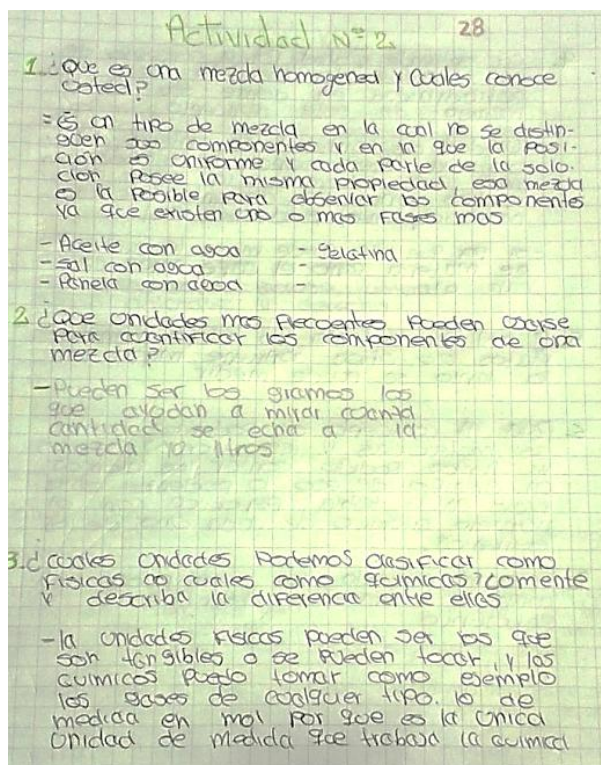 Actividad Nº 2.
28
1. ¿Que es una mezcla homogenea y Cuales conoce
Usted?
= Es un tipo de mezcla en la cual no se distin-
guen sus componentes y en la que la Posi-
ción es uniforme y cada parte de la solo.
cion Posee la misma propiedad, esa mezcla
es la Posible para observar los componentes
ya que existen uno o mas Fases mas
- Aceite con agua - gelatina
- sal con agua -
- Panela con agua -
2. ¿Que unidades mas frecuentes Pueden usarse
Para cuantificar los componentes de una
mezcla?
- Pueden ser los gramos los
que ayudan a mirar cuanta
cantidad se echa a la
mezcla lo litros
3. ¿cuales unidades Podemos clasificar como
Fisicas cuales como quimicas? Comente
y describa la diferencia entre ellas
- la unidades Fisicas pueden ser los que
son tangibles o se Pueden tocar, y los
cuimicos Puedo tomar como ejemplo
los gases de cualquier tipo. lo de
medida en mol Por que es la única
unidad de medida que trabaja la cuimica